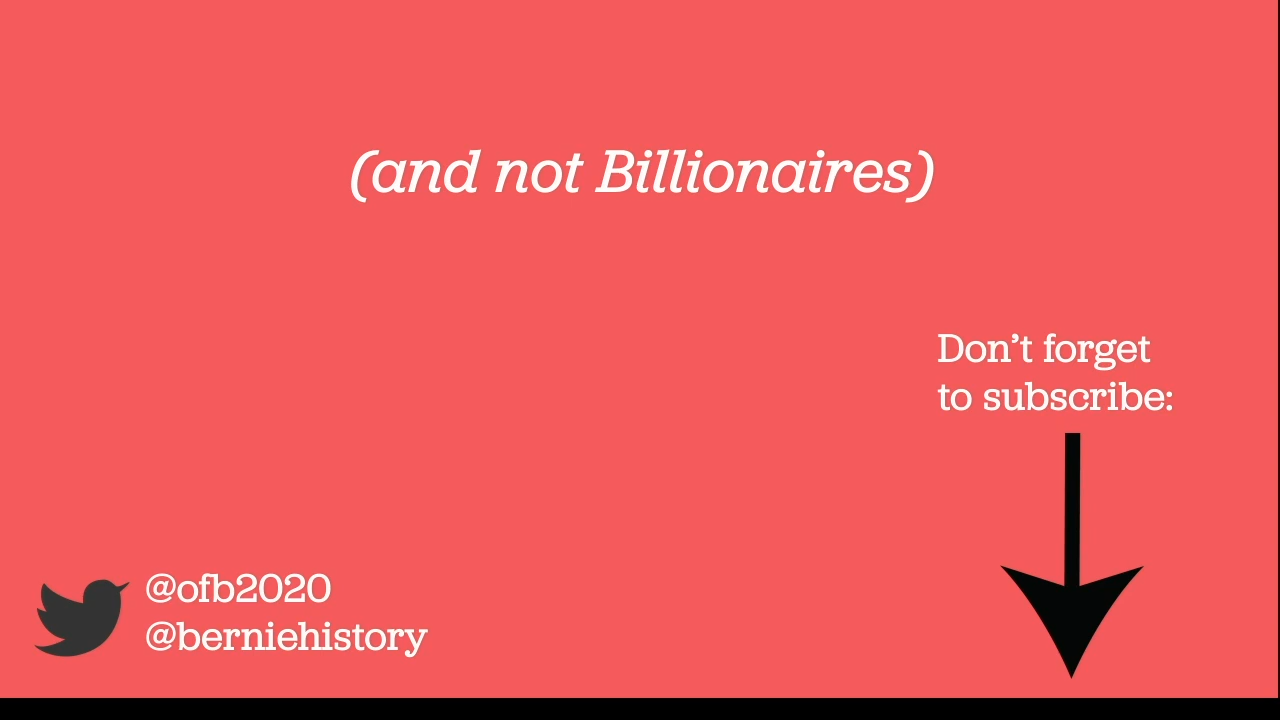 (and not Billionaires)
Don’t forget
to subscribe:
@ofb2020
@berniehistory